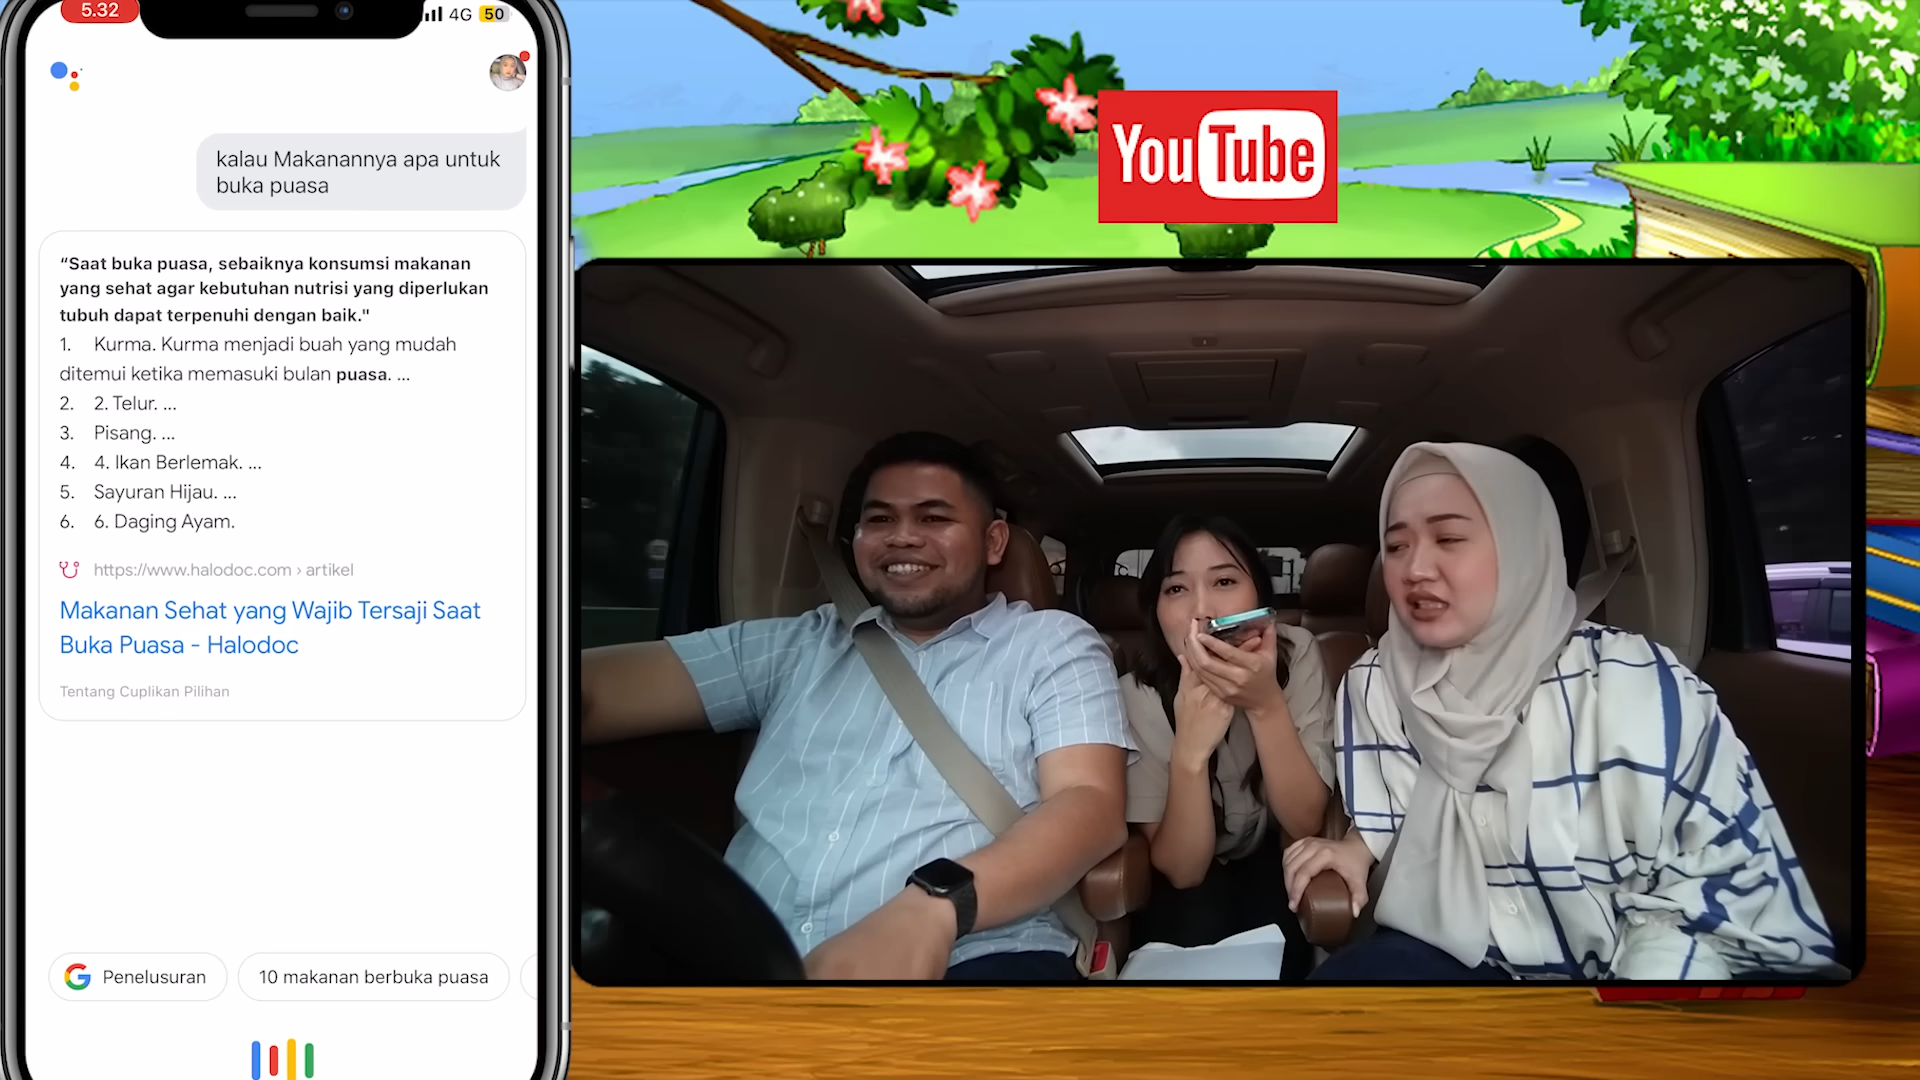 5.32
4G 50
kalau Makanannya apa untuk
buka puasa
“Saat buka puasa, sebaiknya konsumsi makanan
yang sehat agar kebutuhan nutrisi yang diperlukan
tubuh dapat terpenuhi dengan baik."
1. Kurma. Kurma menjadi buah yang mudah
ditemui ketika memasuki bulan puasa. ...
2. 2. Telur. ...
3. Pisang. ...
4. 4. Ikan Berlemak. ...
5. Sayuran Hijau. ...
6. 6. Daging Ayam.
https://www.halodoc.com › artikel
Makanan Sehat yang Wajib Tersaji Saat
Buka Puasa - Halodoc
Tentang Cuplikan Pilihan
Penelusuran
10 makanan berbuka puasa
YouTube